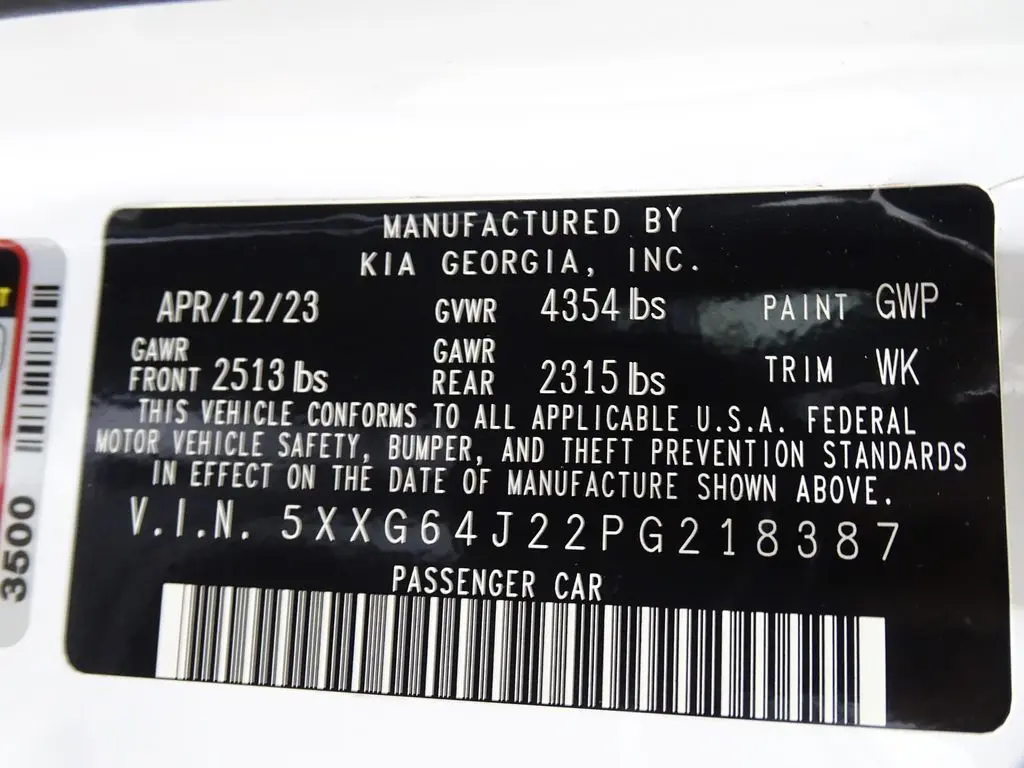 MANUFACTURED BY
KIA GEORGIA, INC.
APR/12/23 GVWR 4354 lbs PAINT GWP
GAWR FRONT 2513 lbs GAWR REAR 2315 lbs TRIM WK
THIS VEHICLE CONFORMS TO ALL APPLICABLE U.S.A. FEDERAL
MOTOR VEHICLE SAFETY, BUMPER, AND THEFT PREVENTION STANDARDS
IN EFFECT ON THE DATE OF MANUFACTURE SHOWN ABOVE.
V.I.N. 5XXG64J22PG218387
PASSENGER CAR
3500